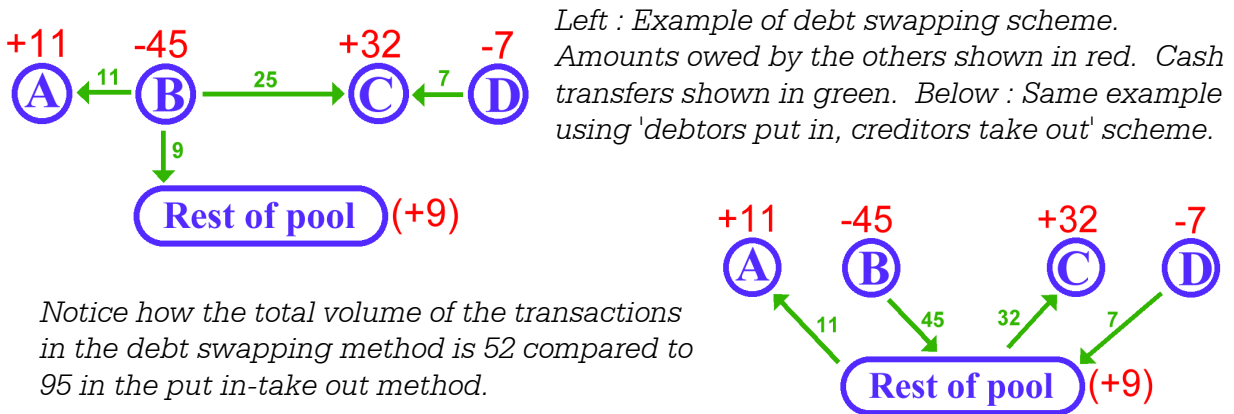 +11 -45 +32 -7
Left : Example of debt swapping scheme.
Amounts owed by the others shown in red. Cash
transfers shown in green. Below : Same example
using 'debtors put in, creditors take out' scheme.
A 11 B 25 C 7 D
9
Rest of pool (+9)
+11 -45 +32 -7
A B C D
Notice how the total volume of the transactions
in the debt swapping method is 52 compared to
95 in the put in-take out method.
11 45 32 7
Rest of pool (+9)